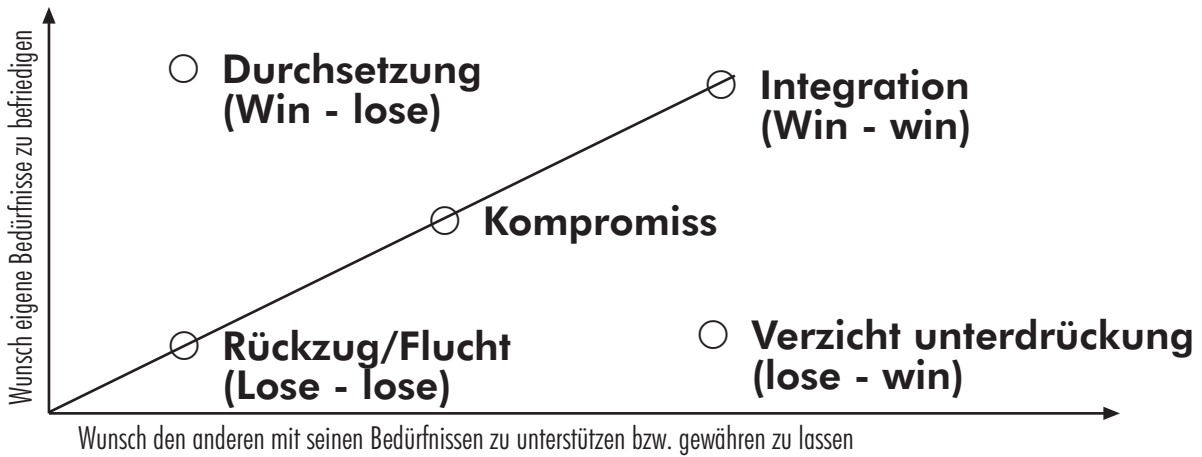 Wunsch eigene Bedürfnisse zu befriedigen
Durchsetzung
(Win - lose)
Integration
(Win - win)
Kompromiss
Rückzug/Flucht
(Lose - lose)
Verzicht unterdrückung
(lose - win)
Wunsch den anderen mit seinen Bedürfnissen zu unterstützen bzw. gewähren zu lassen